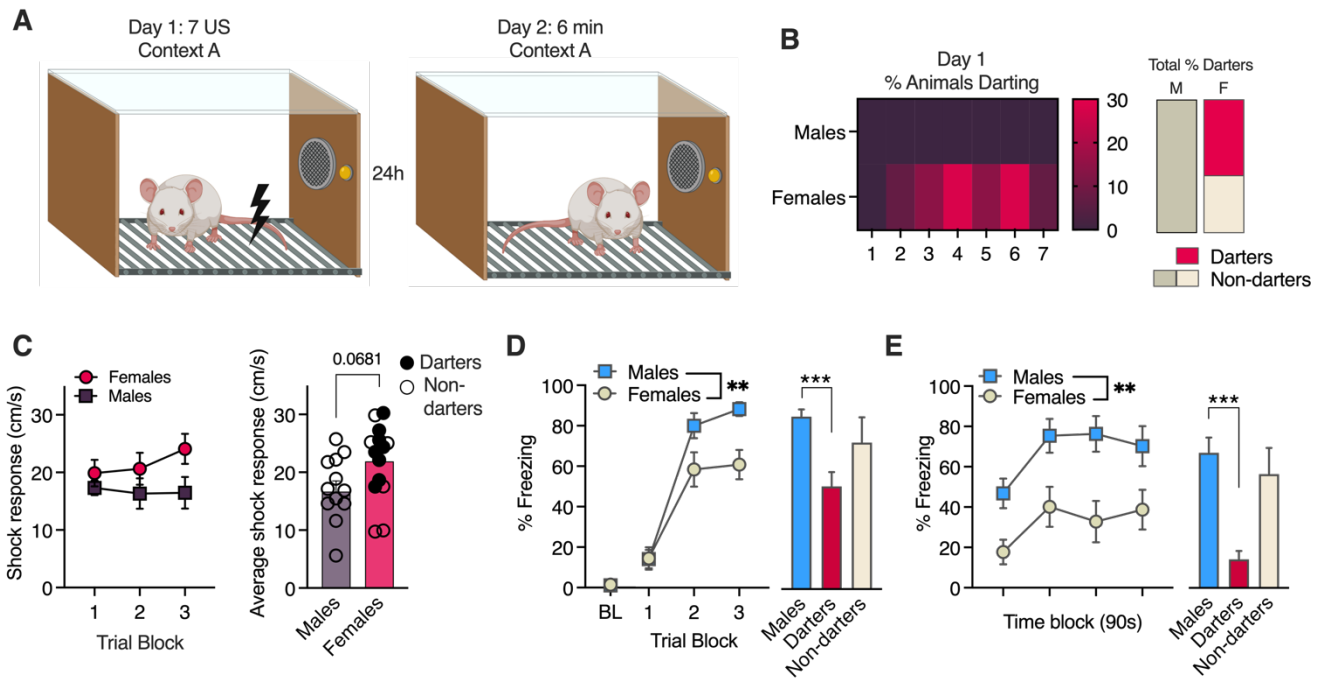 A
Day 1: 7 US
Context A
24h
Day 2: 6 min
Context A
B
Day 1
% Animals Darting
Males
Females
1 2 3 4 5 6 7
30
20
10
0
Total % Darters
M F
Darters
Non-darters
C
Females
Males
Shock response (cm/s)
30
20
10
0
1 2 3
Trial Block
0.0681
Darters
Non-
darters
Average shock response (cm/s)
30
20
10
0
Males
Females
D
Males
Females
**
% Freezing
100
80
60
40
20
0
BL 1 2 3
Trial Block
***
Males
Darters
Non-darters
E
Males
Females
**
% Freezing
100
80
60
40
20
0
Time block (90s)
***
Males
Darters
Non-darters